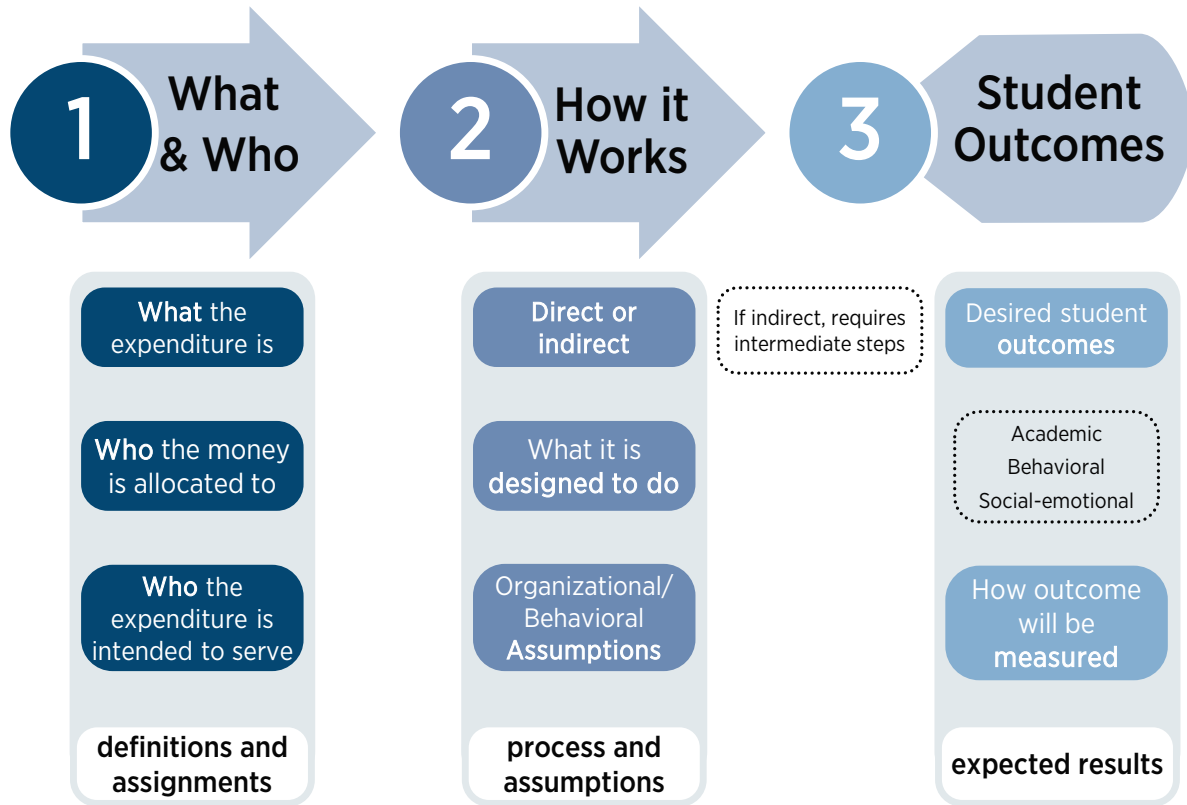 1
What
& Who
2
How it
Works
3
Student
Outcomes
What the
expenditure is
Who the money
is allocated to
Who the
expenditure is
intended to serve
definitions and
assignments
Direct or
indirect
What it is
designed to do
Organizational/
Behavioral
Assumptions
process and
assumptions
If indirect, requires
intermediate steps
Desired student
outcomes
Academic
Behavioral
Social-emotional
How outcome
will be
measured
expected results